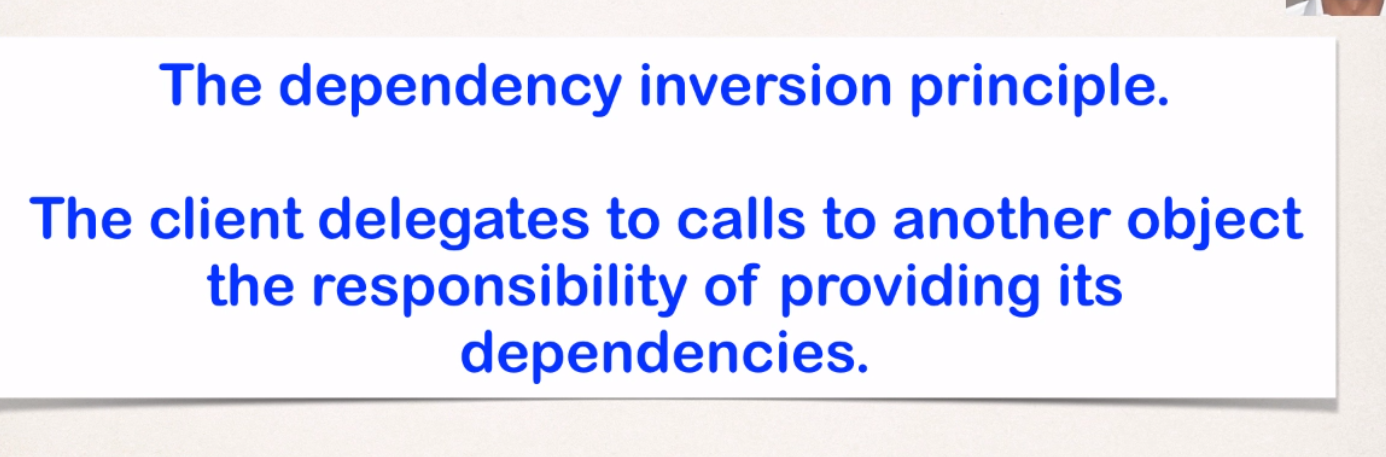 The dependency inversion principle.
The client delegates to calls to another object
the responsibility of providing its
dependencies.